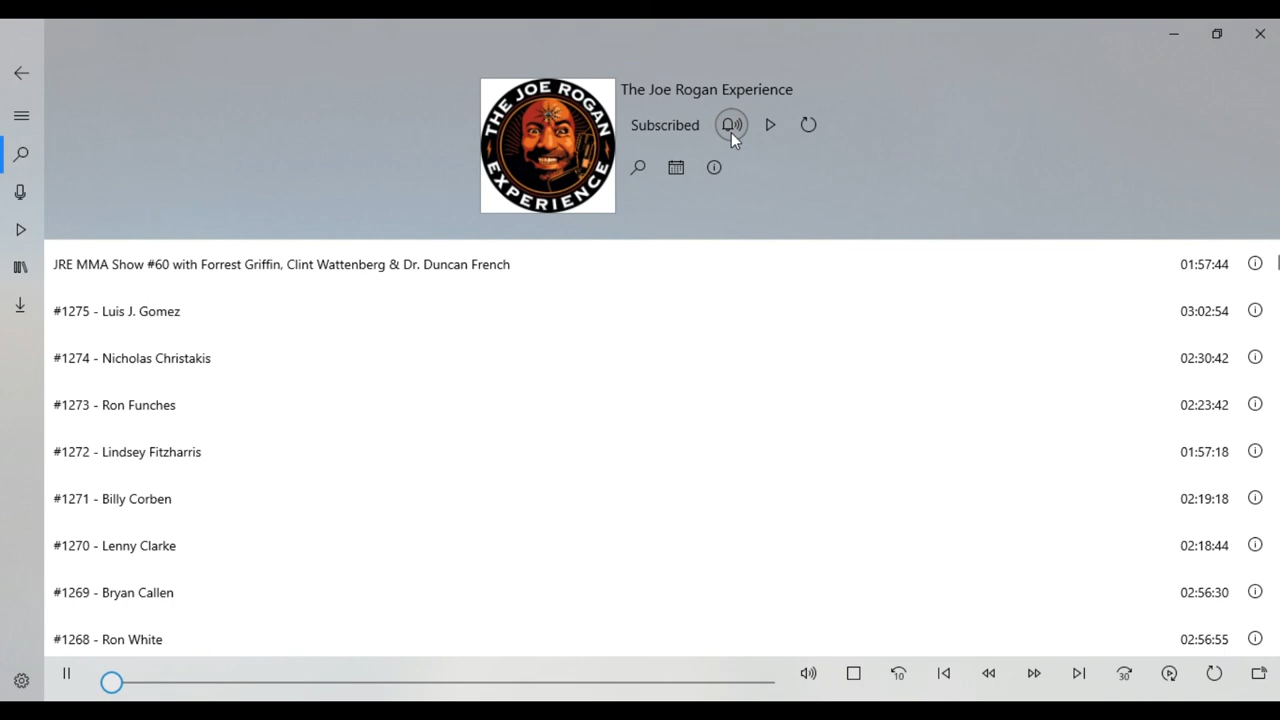 THE JOE ROGAN
EXPERIENCE
The Joe Rogan Experience
Subscribed
JRE MMA Show #60 with Forrest Griffin, Clint Wattenberg & Dr. Duncan French 01:57:44
#1275 - Luis J. Gomez 03:02:54
#1274 - Nicholas Christakis 02:30:42
#1273 - Ron Funches 02:23:42
#1272 - Lindsey Fitzharris 01:57:18
#1271 - Billy Corben 02:19:18
#1270 - Lenny Clarke 02:18:44
#1269 - Bryan Callen 02:56:30
#1268 - Ron White 02:56:55
10 30